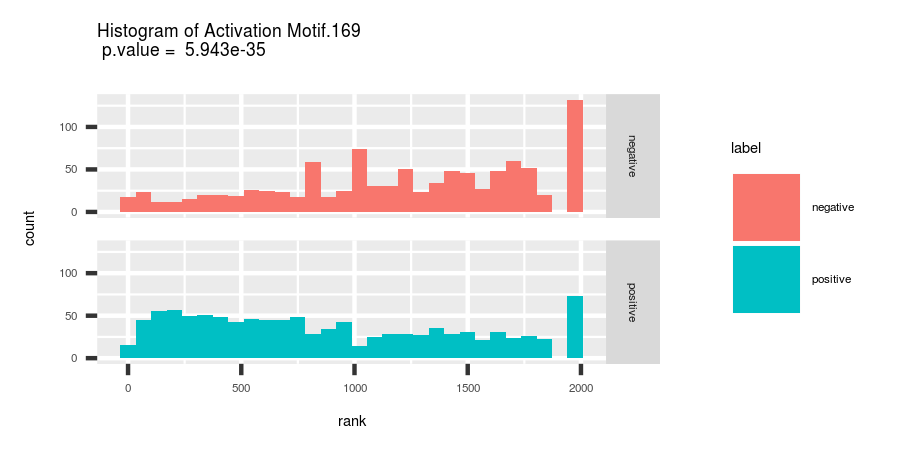 Histogram of Activation Motif.169
p.value = 5.943e-35
count
100
50
0
negative
100
50
0
positive
0 500 1000 1500 2000
rank
label
negative
positive